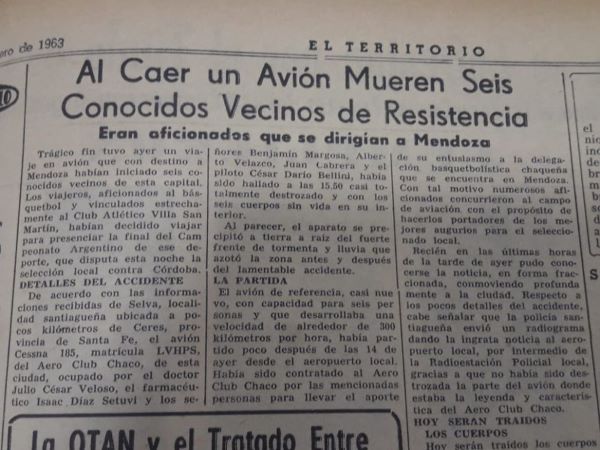 ero de 1963
EL TERRITORIO
Al Caer un Avión Mueren Seis
Conocidos Vecinos de Resistencia
Eran aficionados que se dirigian a Mendoza
Trágico fin tuvo ayer un via-
je en avión que con destino a
Mendoza habían iniciado seis co-
nocidos vecinos de esta capital.
Los viajeros, aficionados al bás-
quetbol y vinculados estrecha-
mente al Club Atlético Villa San
Martín, habían decidido viajar
para presenciar la final del Cam
peonato Argentino de ese de-
porte, que disputa esta noche la
selección local contra Córdoba.
DETALLES DEL ACCIDENTE
De acuerdo con las informa-
ciones recibidas de Selva, locali-
dad santiagueña ubicada a po-
cos kilómetros de Ceres, pro-
vincia de Santa Fe, el avión
Cessna 185, matrícula LVHPS,
del Aero Club Chaco, de esta
ciudad, ocupado por el doctor
Julio César Veloso, el farmacéu-
tico Isaac Díaz Setuvi y los se-
ñores Benjamín Margosa, Alber-
to Velazco, Juan Cabrera y el
piloto César Darío Bellini, había
sido hallado a las 15.50 casi to-
talmente destrozado y con los
seis cuerpos sin vida en su in-
terior.
Al parecer, el aparato se pre-
cipitó a tierra a raíz del fuerte
frente de tormenta y lluvia que
azotó la zona antes y después
del lamentable accidente.
LA PARTIDA
El avión de referencia, casi nue-
vo, con capacidad para seis per-
sonas y que desarrollaba una
velocidad de alrededor de 300
kilómetros por hora, había par-
tido poco después de las 14 de
ayer desde el aeropuerto local.
Había sido contratado al Aero
Club Chaco por las mencionadas
personas para llevar el aporte
de su entusiasmo a la delega-
ción basquetbolística chaqueña
que se encuentra en Mendoza.
Con tal motivo numerosos afi-
cionados concurrieron al campo
de aviación con el propósito de
hacerlos portadores de los me-
jores augurios para el seleccio-
nado local.
Recién en las últimas horas
de la tarde de ayer pudo cono-
cerse la noticia, en forma frac-
cionada, conmoviendo profunda-
mente a la ciudad. Respecto a
los pocos detalles del accidente,
cabe señalar que la policía san-
tiagueña envió un radiograma
dando la ingrata noticia al aero-
puerto local, por intermedio de
la Radioestación Policial local,
gracias a que no había sido des-
trozada la parte del avión donde
estaba la leyenda y caracterís-
tica del Aero Club Chaco.
HOY SERAN TRAIDOS
LOS CUERPOS
Hoy serán traídos los cuerpos
La OTAN y el Tratado Entre